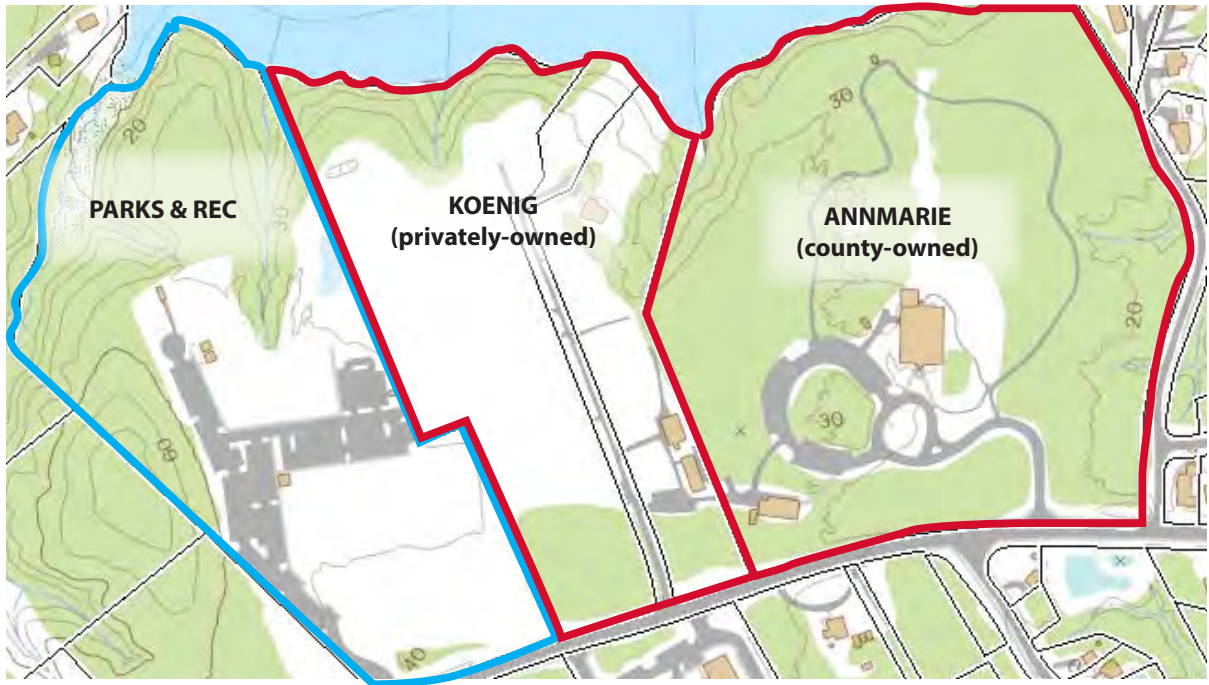 PARKS & REC
KOENIG
(privately-owned)
ANNMARIE
(county-owned)
20
30
60
40
30
30
20